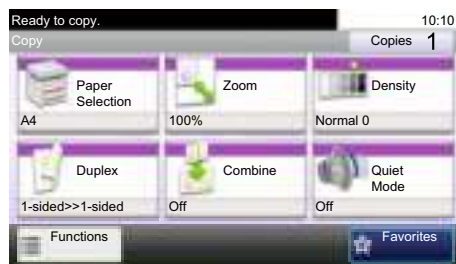 Ready to copy. 10:10
Copy Copies 1
Paper Selection
Zoom
Density
A4 100% Normal 0
Duplex
Combine
Quiet Mode
1-sided>>1-sided Off Off
Functions Favorites